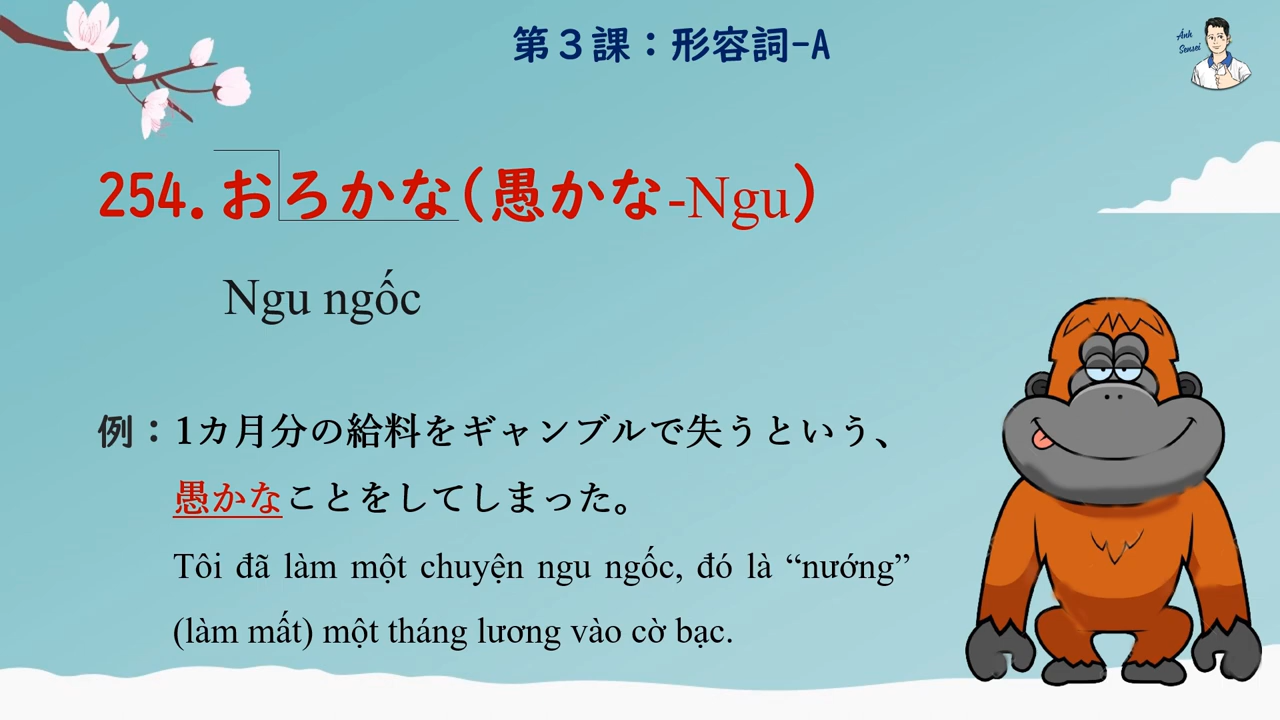 第３課：形容詞-A
Anh
Sensei
254.おろかな(愚かな-Ngu)
Ngu ngốc
例：1カ月分の給料をギャンブルで失うという、
愚かなことをしてしまった。
Tôi đã làm một chuyện ngu ngốc, đó là “nướng”
(làm mất) một tháng lương vào cờ bạc.